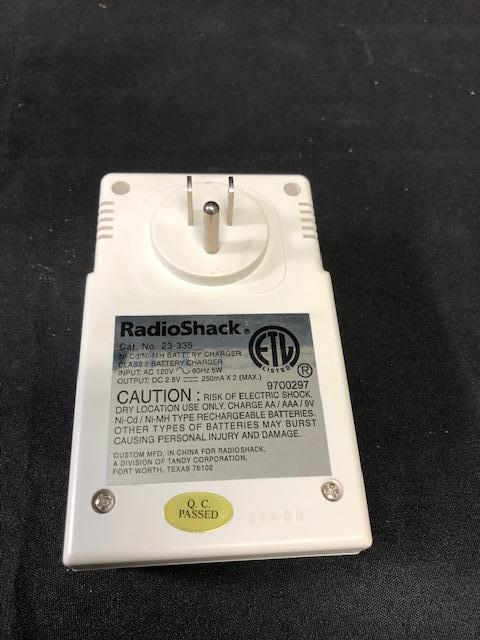 RadioShack®
Cat. No. 23-335
Ni-Cd/Ni-MH BATTERY CHARGER
CLASS 2 BATTERY CHARGER
INPUT: AC 120V ∿ 60Hz 5W
OUTPUT: DC 2.8V ⎓ 250mA X 2 (MAX.)
ETL
LISTED
®
9700297
CAUTION : RISK OF ELECTRIC SHOCK.
DRY LOCATION USE ONLY. CHARGE AA / AAA / 9V
Ni-Cd / Ni-MH TYPE RECHARGEABLE BATTERIES.
OTHER TYPES OF BATTERIES MAY BURST
CAUSING PERSONAL INJURY AND DAMAGE.
CUSTOM MFD, IN CHINA FOR RADIOSHACK,
A DIVISION OF TANDY CORPORATION,
FORT WORTH, TEXAS 76102
Q. C.
PASSED